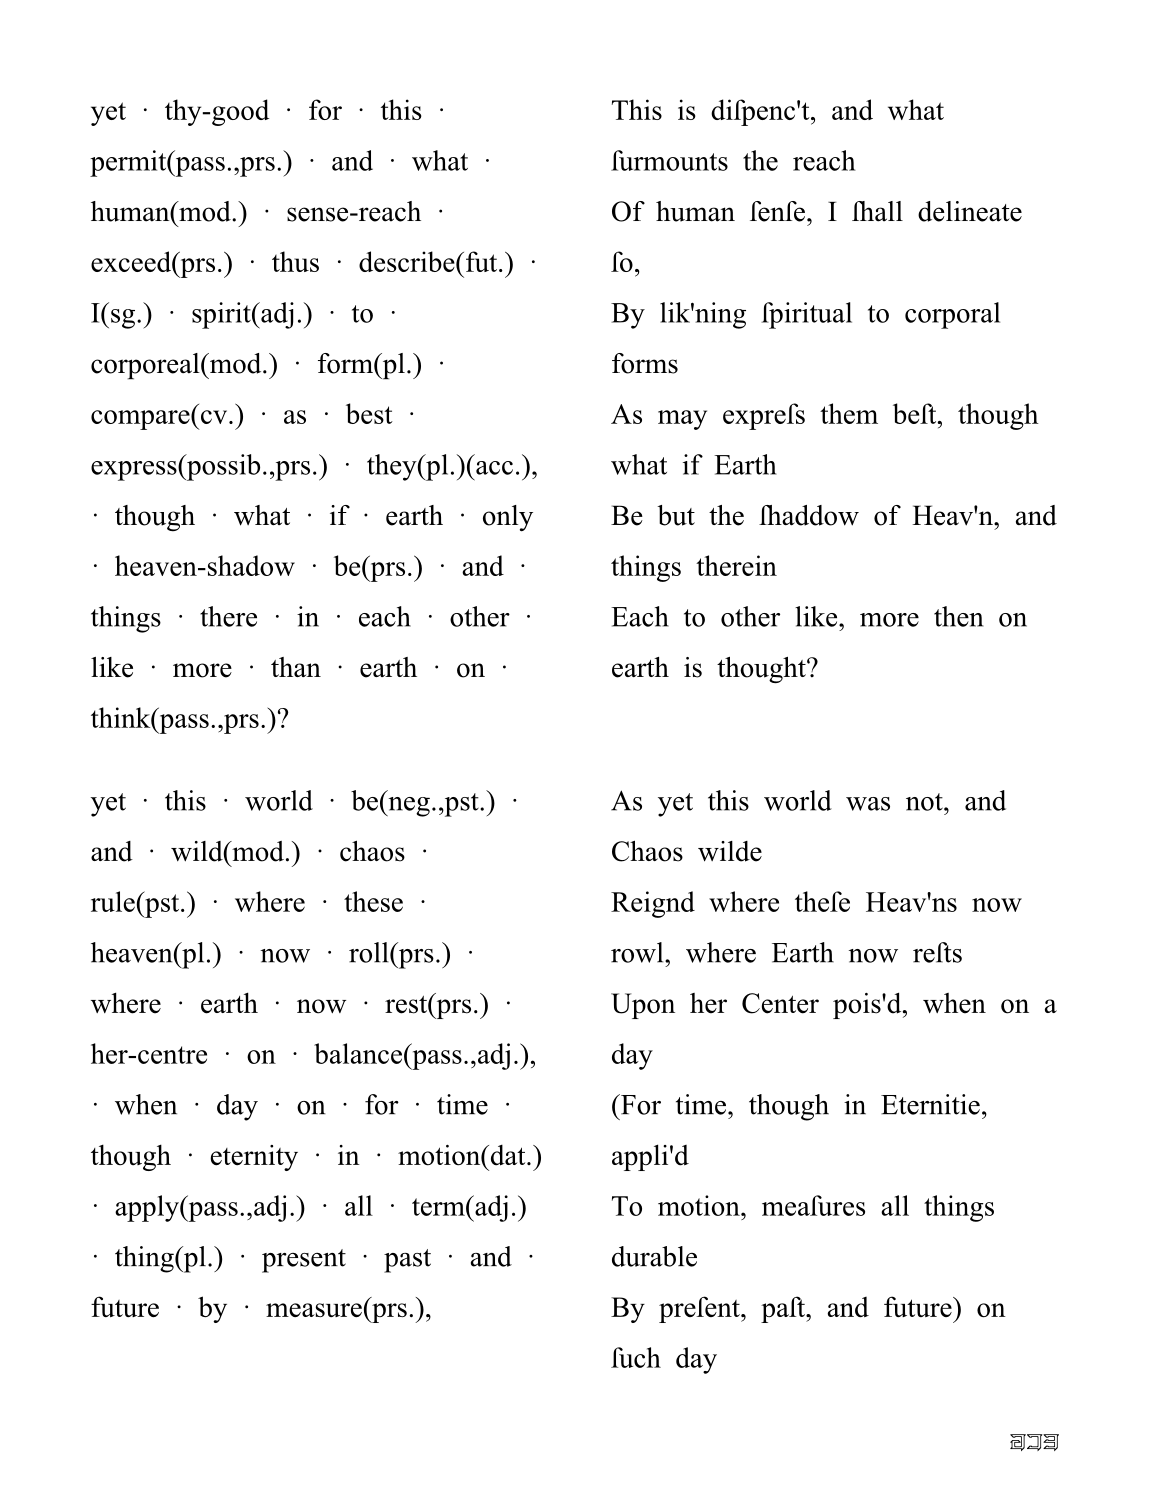 yet · thy-good · for · this ·
permit(pass.,prs.) · and · what ·
human(mod.) · sense-reach ·
exceed(prs.) · thus · describe(fut.) ·
I(sg.) · spirit(adj.) · to ·
corporeal(mod.) · form(pl.) ·
compare(cv.) · as · best ·
express(possib.,prs.) · they(pl.)(acc.),
· though · what · if · earth · only
· heaven-shadow · be(prs.) · and ·
things · there · in · each · other ·
like · more · than · earth · on ·
think(pass.,prs.)?
This is diſpenc't, and what
ſurmounts the reach
Of human ſenſe, I ſhall delineate
ſo,
By lik'ning ſpiritual to corporal
forms
As may expreſs them beſt, though
what if Earth
Be but the ſhaddow of Heav'n, and
things therein
Each to other like, more then on
earth is thought?
yet · this · world · be(neg.,pst.) ·
and · wild(mod.) · chaos ·
rule(pst.) · where · these ·
heaven(pl.) · now · roll(prs.) ·
where · earth · now · rest(prs.) ·
her-centre · on · balance(pass.,adj.),
· when · day · on · for · time ·
though · eternity · in · motion(dat.)
· apply(pass.,adj.) · all · term(adj.)
· thing(pl.) · present · past · and ·
future · by · measure(prs.),
As yet this world was not, and
Chaos wilde
Reignd where theſe Heav'ns now
rowl, where Earth now reſts
Upon her Center pois'd, when on a
day
(For time, though in Eternitie,
appli'd
To motion, meaſures all things
durable
By preſent, paſt, and future) on
ſuch day